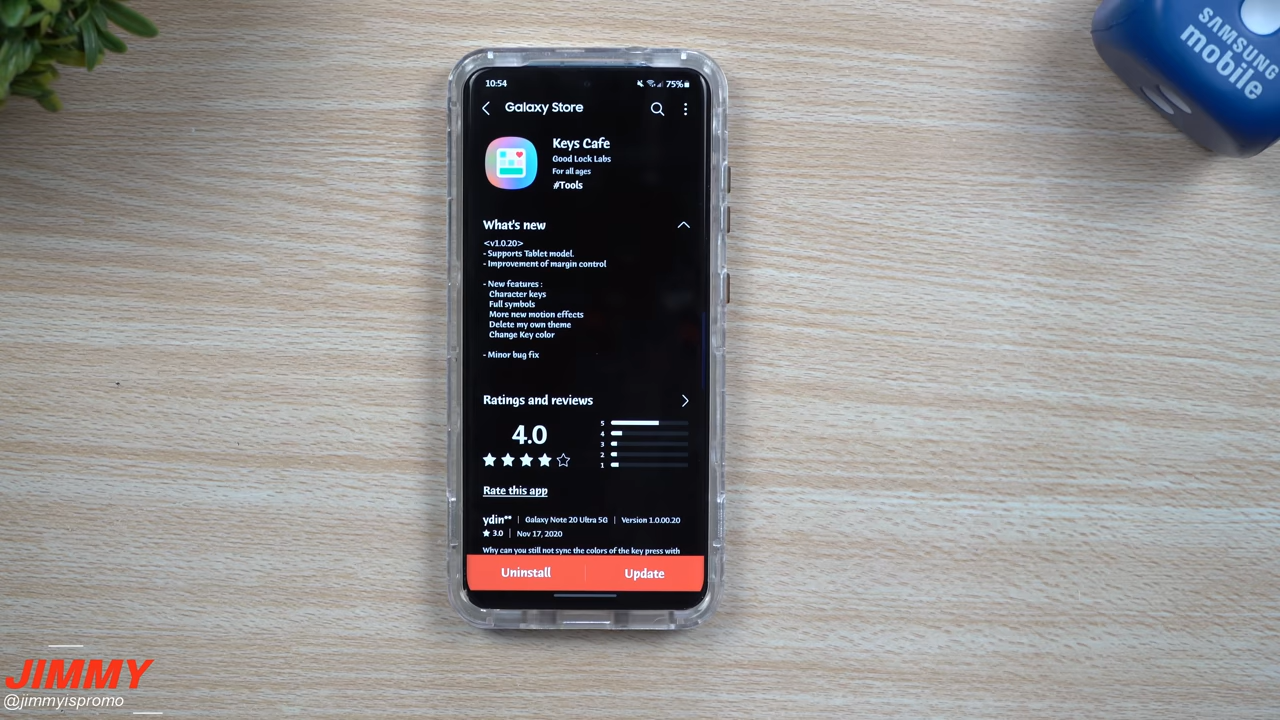 SAMSUNG
mobile
10:54
75%
Galaxy Store
Keys Cafe
Good Lock Labs
For all ages
#Tools
What's new
<v1.0.20>
- Supports Tablet model.
- Improvement of margin control
- New features :
Character keys
Full symbols
More new motion effects
Delete my own theme
Change Key color
- Minor bug fix
Ratings and reviews
4.0
5
4
3
2
1
Rate this app
ydin** | Galaxy Note 20 Ultra 5G | Version 1.0.00.20
★ 3.0 | Nov 17, 2020
Why can you still not sync the colors of the key press with
Uninstall
Update
JIMMY
@jimmyispromo